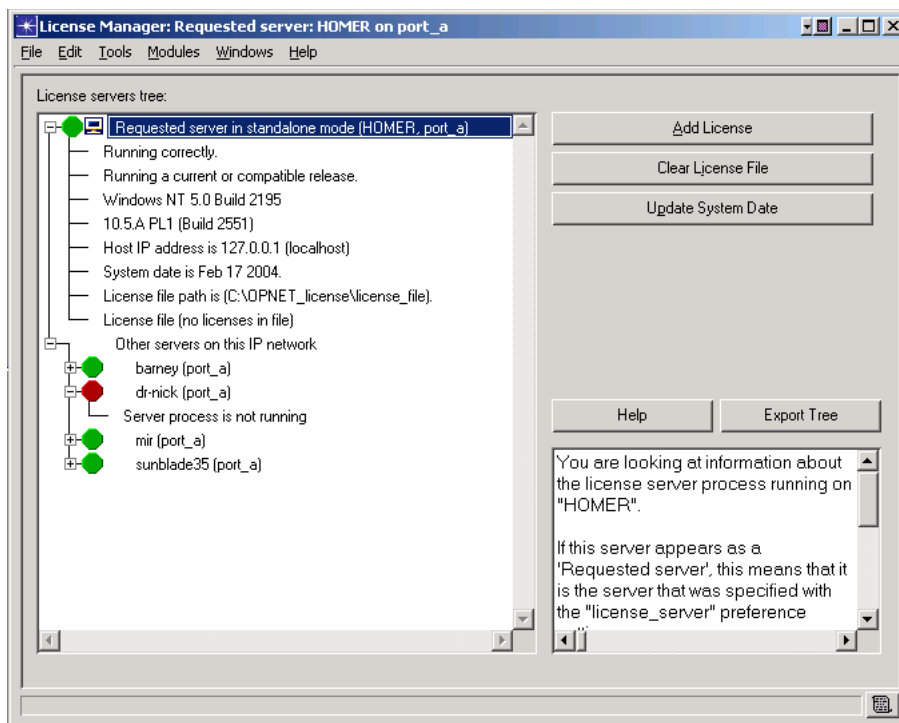 License Manager: Requested server: HOMER on port_a
File Edit Tools Modules Windows Help
License servers tree:
Requested server in standalone mode (HOMER, port_a)
Running correctly.
Running a current or compatible release.
Windows NT 5.0 Build 2195
10.5.A PL1 (Build 2551)
Host IP address is 127.0.0.1 (localhost)
System date is Feb 17 2004.
License file path is (C:\OPNET_license\license_file).
License file (no licenses in file)
Other servers on this IP network
barney (port_a)
dr-nick (port_a)
Server process is not running
mir (port_a)
sunblade35 (port_a)
Add License
Clear License File
Update System Date
Help
Export Tree
You are looking at information about
the license server process running on
"HOMER".
If this server appears as a
'Requested server', this means that it
is the server that was specified with
the "license_server" preference